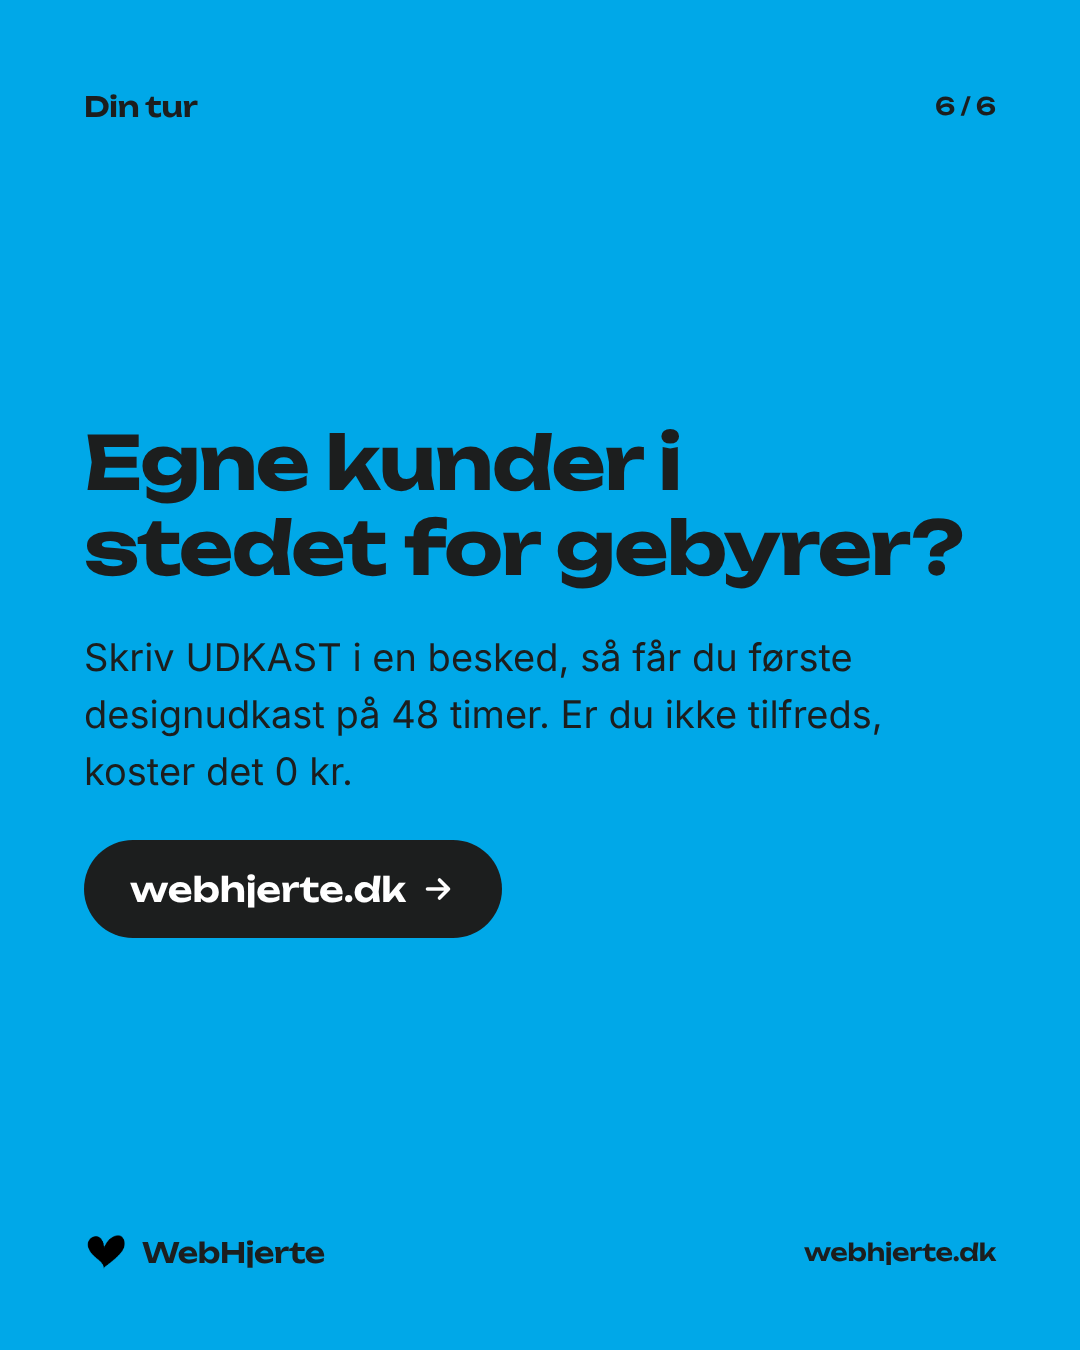 Din tur
6 / 6
Egne kunder i
stedet for gebyrer?
Skriv UDKAST i en besked, så får du første
designudkast på 48 timer. Er du ikke tilfreds,
koster det 0 kr.
webhjerte.dk →
WebHjerte
webhjerte.dk